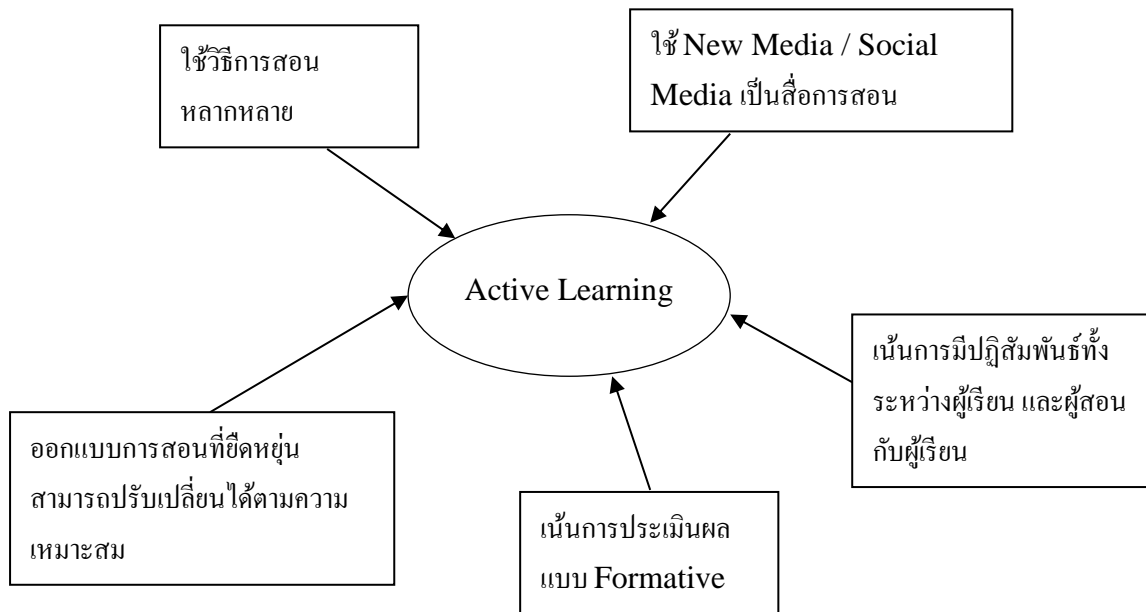 ใช้วิธีการสอน
หลากหลาย
ใช้ New Media / Social
Media เป็นสื่อการสอน
Active Learning
เน้นการมีปฏิสัมพันธ์ทั้ง
ระหว่างผู้เรียน และผู้สอน
กับผู้เรียน
ออกแบบการสอนที่ยืดหยุ่น
สามารถปรับเปลี่ยนได้ตามความ
เหมาะสม
เน้นการประเมินผล
แบบ Formative